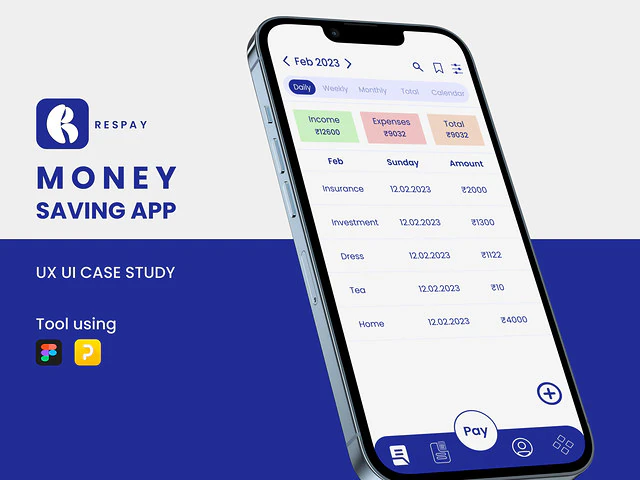 RESPAY
MONEY
SAVING APP
UX UI CASE STUDY
Tool using
Feb 2023
Daily Weekly Monthly Total Calendar
Income Expenses Total
₹12600 ₹9032 ₹9032
Feb Sunday Amount
Insurance 12.02.2023 ₹2000
Investment 12.02.2023 ₹1300
Dress 12.02.2023 ₹1122
Tea 12.02.2023 ₹10
Home 12.02.2023 ₹4000
Pay